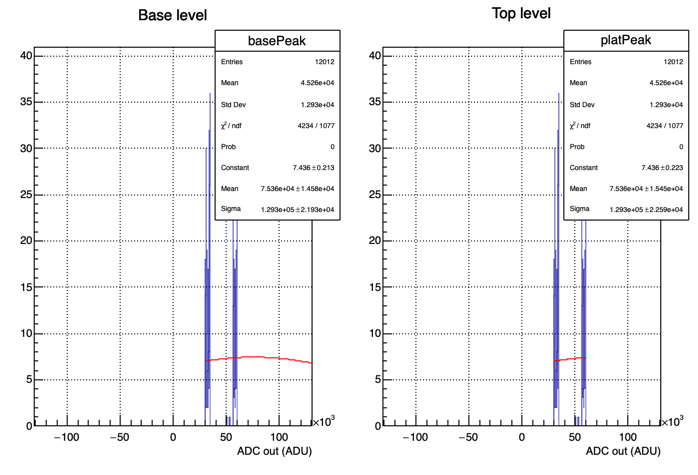 Base level
basePeak
Entries 12012
Mean 4.526e+04
Std Dev 1.293e+04
χ² / ndf 4234 / 1077
Prob 0
Constant 7.436±0.213
Mean 7.536e+04±1.458e+04
Sigma 1.293e+05±2.193e+04
40
35
30
25
20
15
10
5
0
−100 −50 0 50 100 ×10³
ADC out (ADU)
Top level
platPeak
Entries 12012
Mean 4.526e+04
Std Dev 1.293e+04
χ² / ndf 4234 / 1077
Prob 0
Constant 7.436±0.223
Mean 7.536e+04±1.545e+04
Sigma 1.293e+05±2.259e+04
40
35
30
25
20
15
10
5
0
−100 −50 0 50 100 ×10³
ADC out (ADU)